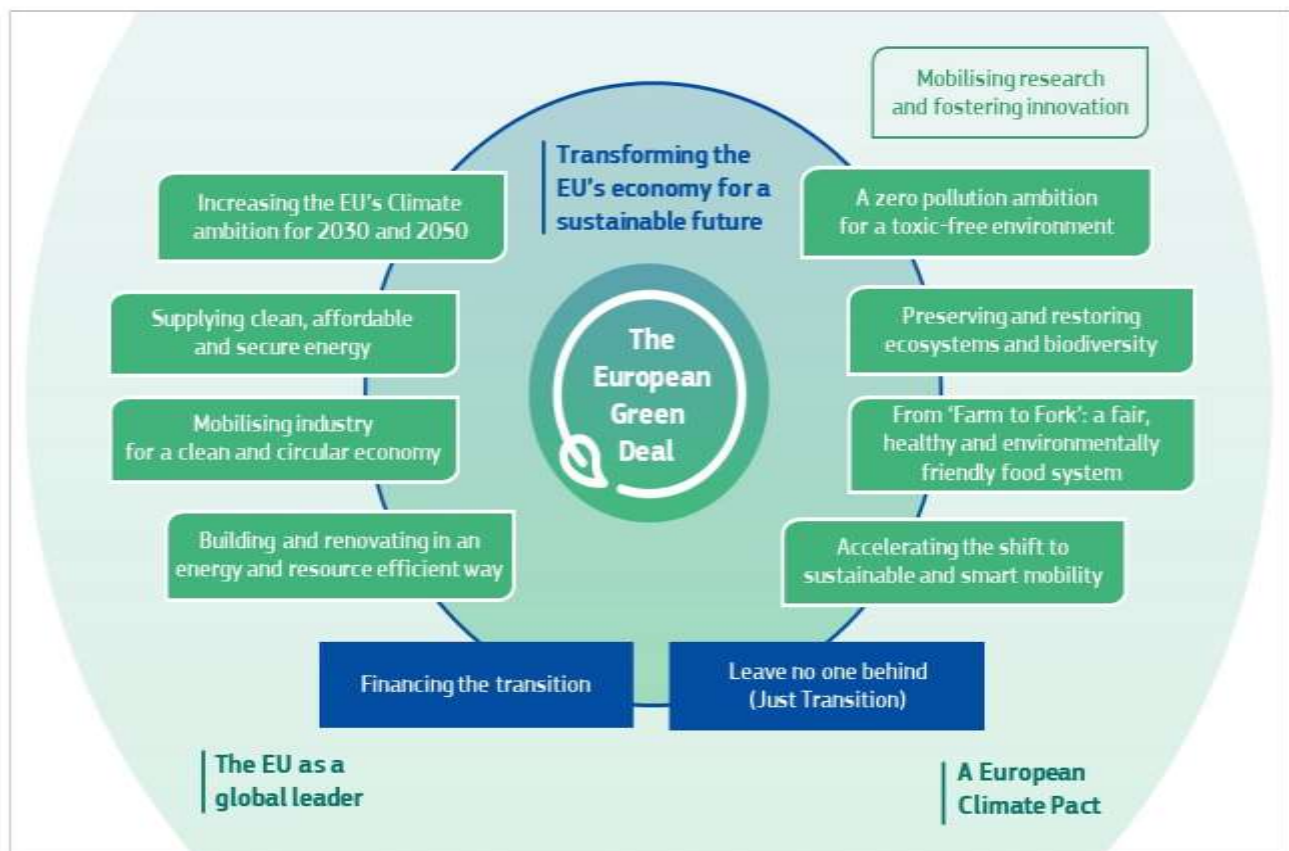 Mobilising research
and fostering innovation
Transforming the
EU's economy for a
sustainable future
Increasing the EU's Climate
ambition for 2030 and 2050
A zero pollution ambition
for a toxic-free environment
Supplying clean, affordable
and secure energy
Preserving and restoring
ecosystems and biodiversity
The
European
Green
Deal
Mobilising industry
for a clean and circular economy
From ‘Farm to Fork’: a fair,
healthy and environmentally
friendly food system
Building and renovating in an
energy and resource efficient way
Accelerating the shift to
sustainable and smart mobility
Financing the transition
Leave no one behind
(Just Transition)
The EU as a
global leader
A European
Climate Pact